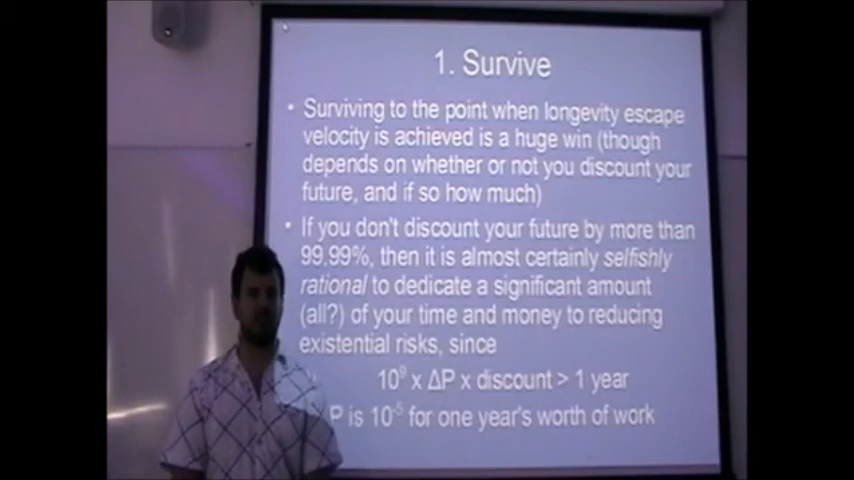 1. Survive
• Surviving to the point when longevity escape
velocity is achieved is a huge win (though
depends on whether or not you discount your
future, and if so how much)
• If you don't discount your future by more than
99.99%, then it is almost certainly selfishly
rational to dedicate a significant amount
(all?) of your time and money to reducing
existential risks, since
10⁹ x ΔP x discount > 1 year
P is 10⁻⁵ for one year's worth of work